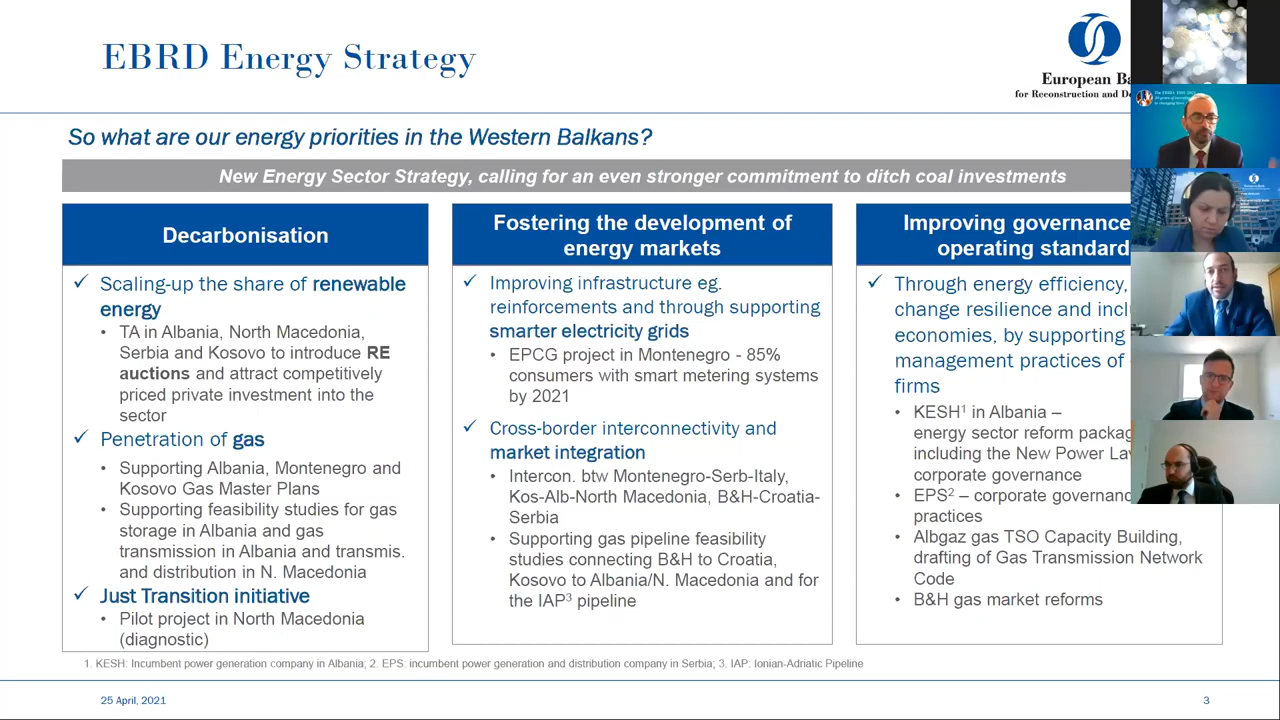 EBRD Energy Strategy
European Ba
for Reconstruction and De
So what are our energy priorities in the Western Balkans?
New Energy Sector Strategy, calling for an even stronger commitment to ditch coal investments
Decarbonisation
✓ Scaling-up the share of renewable
energy
• TA in Albania, North Macedonia,
Serbia and Kosovo to introduce RE
auctions and attract competitively
priced private investment into the
sector
✓ Penetration of gas
• Supporting Albania, Montenegro and
Kosovo Gas Master Plans
• Supporting feasibility studies for gas
storage in Albania and gas
transmission in Albania and transmis.
and distribution in N. Macedonia
✓ Just Transition initiative
• Pilot project in North Macedonia
(diagnostic)
Fostering the development of
energy markets
✓ Improving infrastructure eg.
reinforcements and through supporting
smarter electricity grids
• EPCG project in Montenegro - 85%
consumers with smart metering systems
by 2021
✓ Cross-border interconnectivity and
market integration
• Intercon. btw Montenegro-Serb-Italy,
Kos-Alb-North Macedonia, B&H-Croatia-
Serbia
• Supporting gas pipeline feasibility
studies connecting B&H to Croatia,
Kosovo to Albania/N. Macedonia and for
the IAP³ pipeline
Improving governance
operating standard
✓ Through energy efficiency,
change resilience and incl
economies, by supporting
management practices of
firms
• KESH¹ in Albania –
energy sector reform packag
including the New Power La
corporate governance
• EPS² – corporate governanc
practices
• Albgaz gas TSO Capacity Building,
drafting of Gas Transmission Network
Code
• B&H gas market reforms
1. KESH: Incumbent power generation company in Albania; 2. EPS: incumbent power generation and distribution company in Serbia; 3. IAP: Ionian-Adriatic Pipeline
25 April, 2021
3